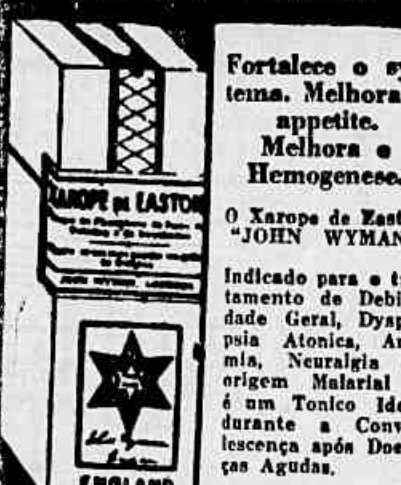 XAROPE DE EASTON
JOHN WYMAN
ENGLAND
Fortalece o sy
tema. Melhora
appetite.
Melhora e
Hemogenese.
O Xarope de East
"JOHN WYMAN
Indicado para o t
tamento de Debi
dade Geral, Dysp
psia Atonica, An
mia, Neuralgia
origem Malarial
é um Tonico Ide
durante a Conv
lescença após Doe
ças Agudas.